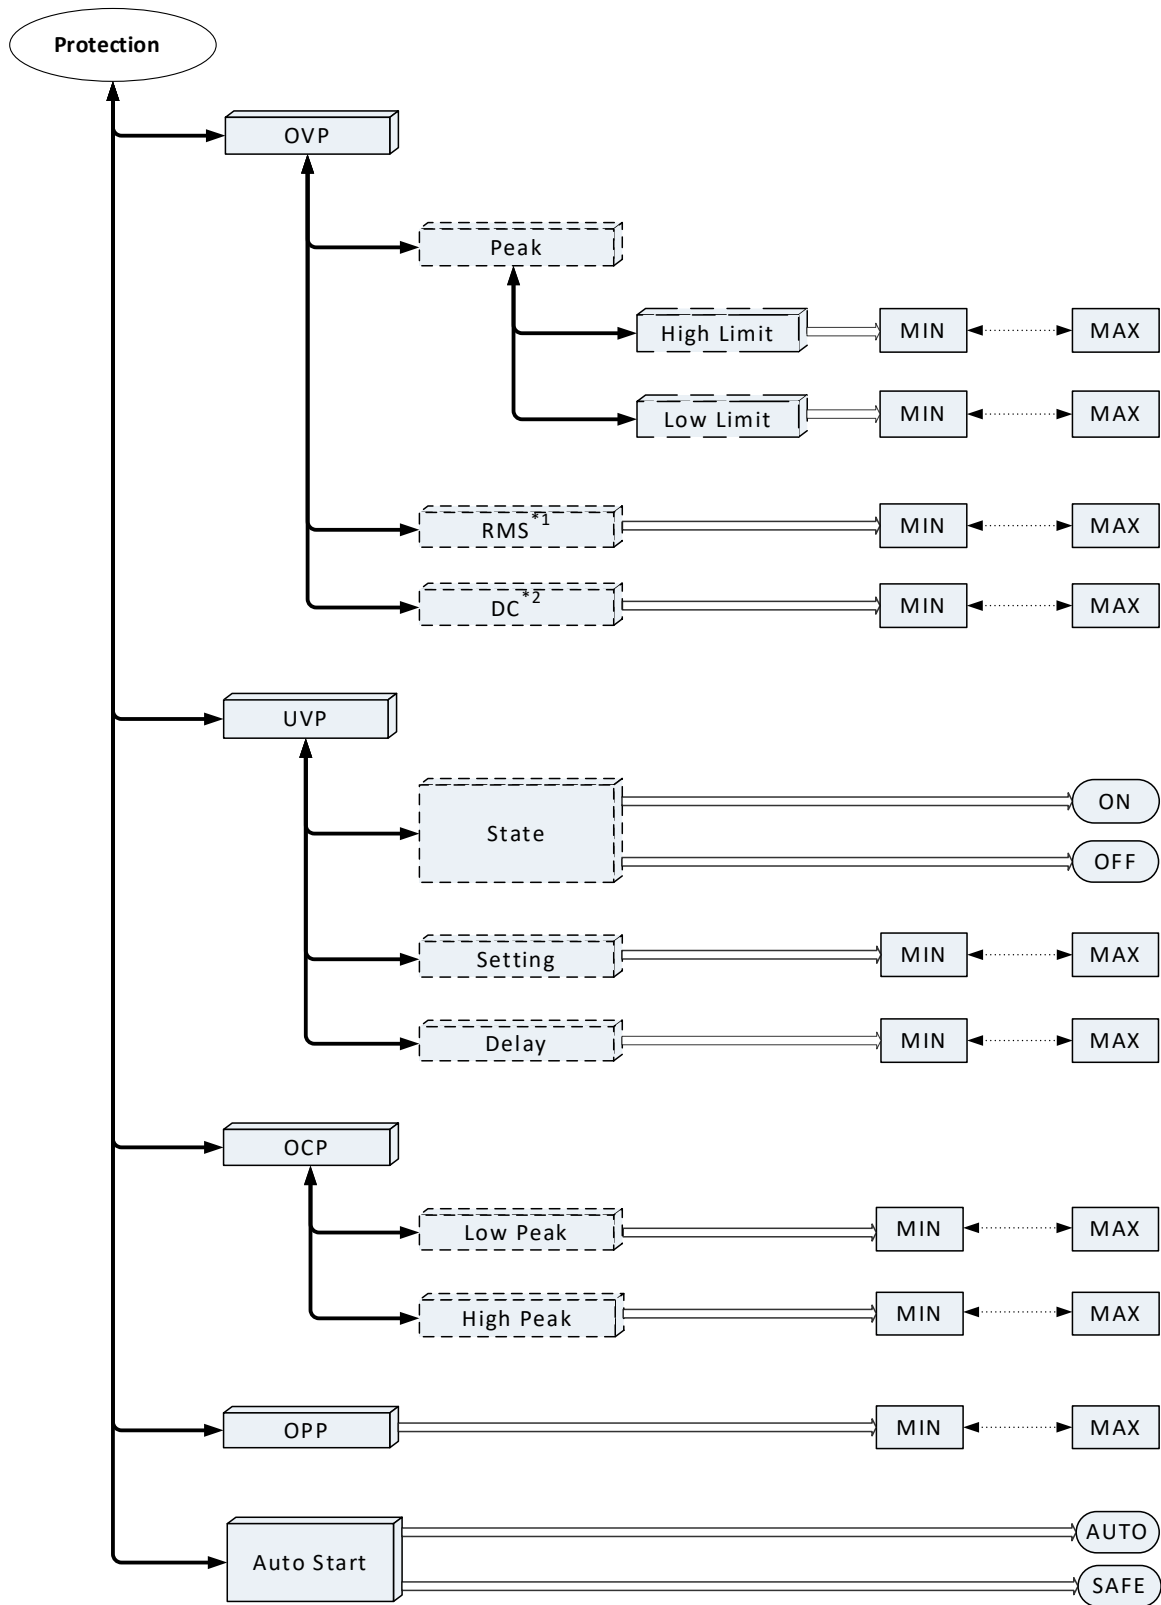 Protection
OVP
Peak
High Limit MIN MAX
Low Limit MIN MAX
RMS*1 MIN MAX
DC*2 MIN MAX
UVP
State
ON
OFF
Setting MIN MAX
Delay MIN MAX
OCP
Low Peak MIN MAX
High Peak MIN MAX
OPP MIN MAX
Auto Start
AUTO
SAFE